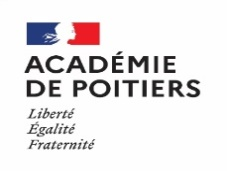 ACADÉMIE
DE POITIERS
Liberté
Égalité
Fraternité